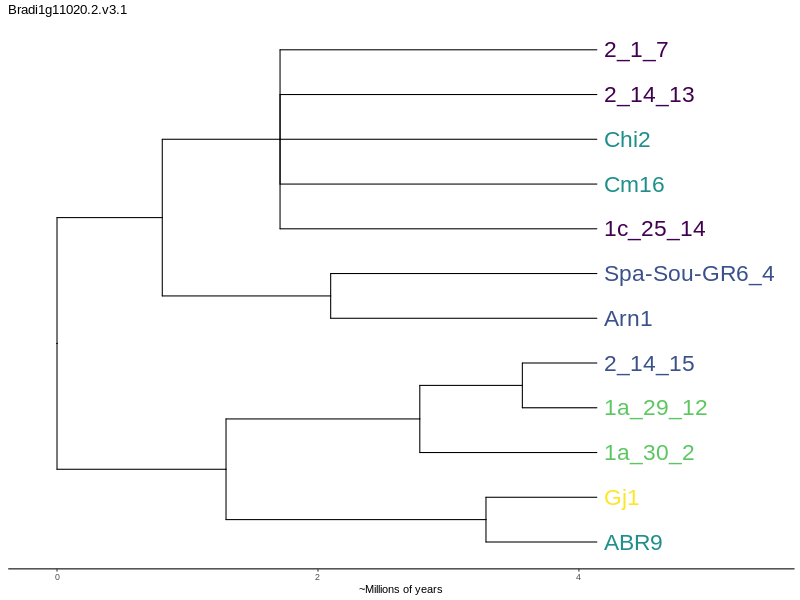 Bradi1g11020.2.v3.1
2_1_7
2_14_13
Chi2
Cm16
1c_25_14
Spa-Sou-GR6_4
Arn1
2_14_15
1a_29_12
1a_30_2
Gj1
ABR9
0 2 4
~Millions of years